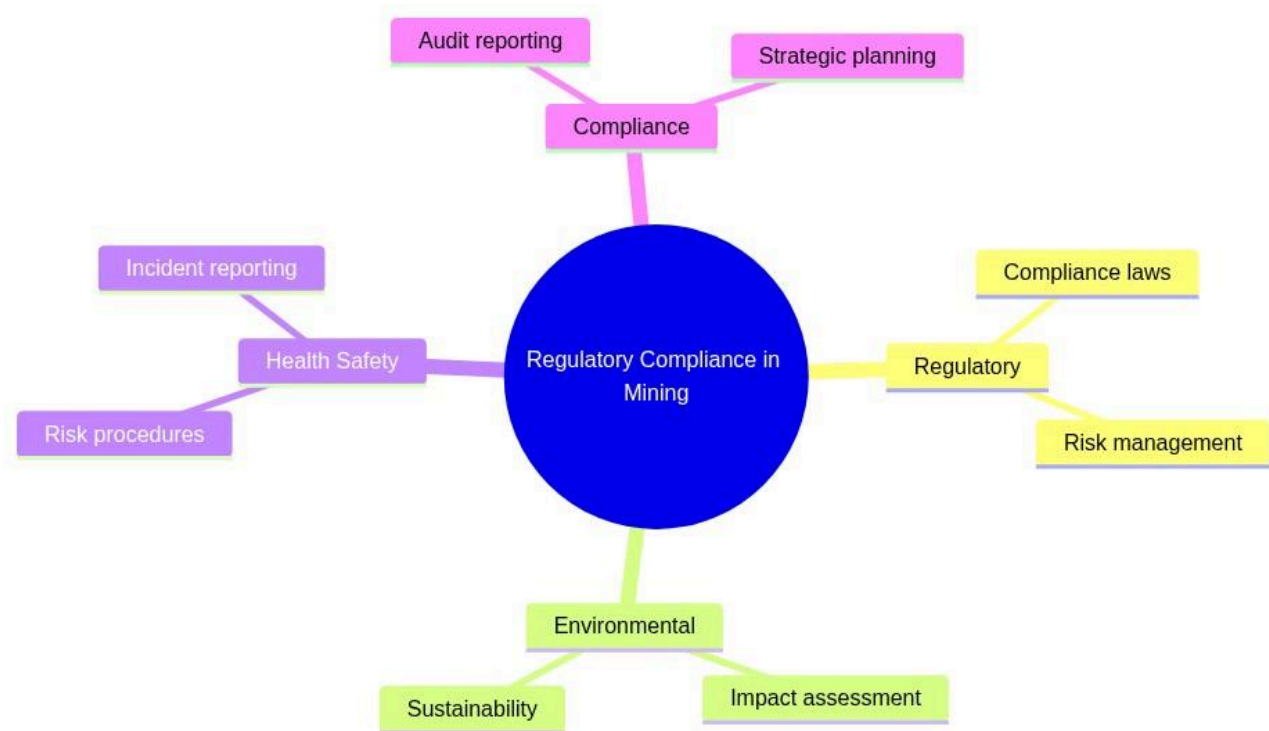 Audit reporting
Strategic planning
Compliance
Incident reporting
Compliance laws
Health Safety
Regulatory Compliance in
Mining
Regulatory
Risk procedures
Risk management
Environmental
Sustainability
Impact assessment